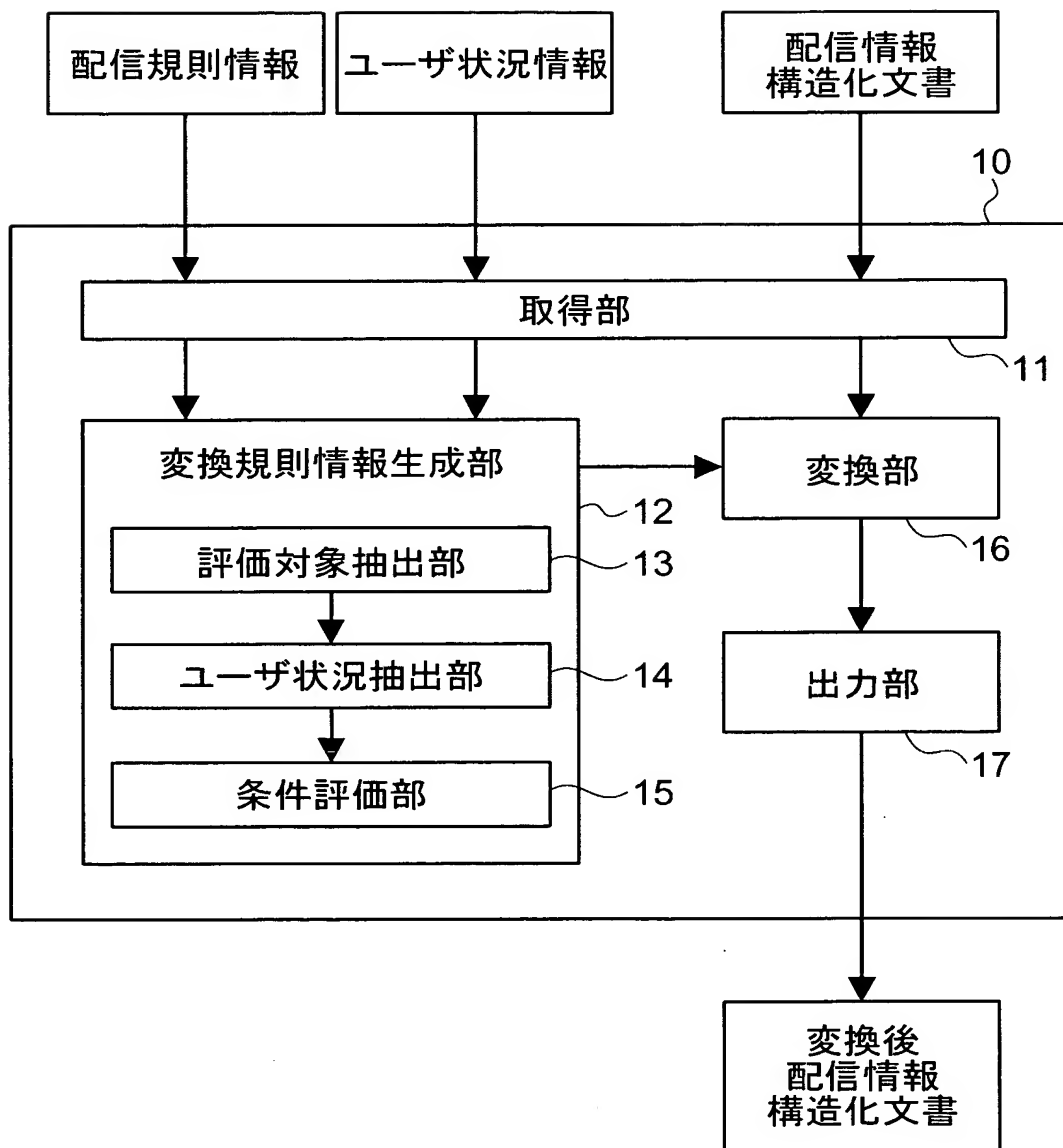 配信規則情報
ユーザ状況情報
配信情報
構造化文書
10
取得部
11
変換規則情報生成部
12
評価対象抽出部
13
ユーザ状況抽出部
14
条件評価部
15
変換部
16
出力部
17
変換後
配信情報
構造化文書